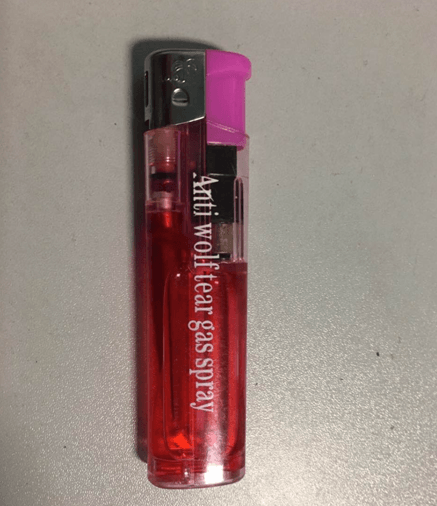 Anti wolf tear gas spray